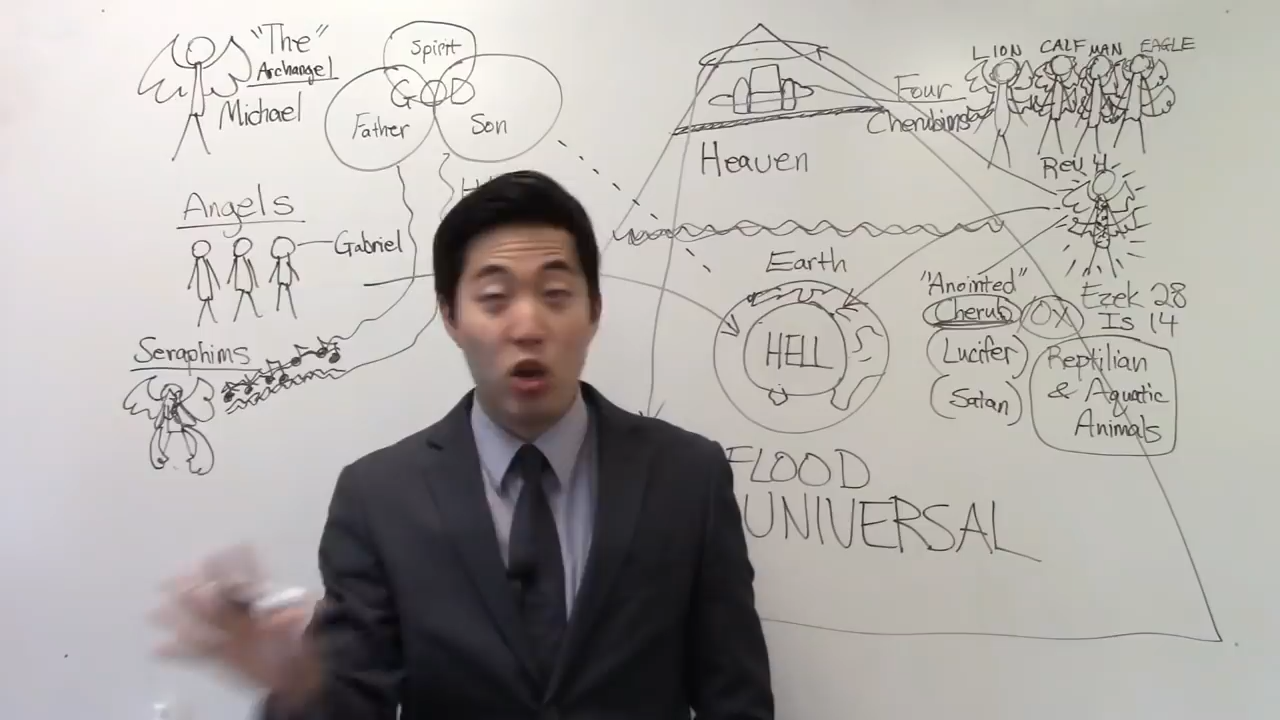 "The"
Archangel
Michael
Spirit
GOD
Father
Son
Angels
Gabriel
Seraphims
Heaven
Four
Cherubims
LION
CALF
MAN
EAGLE
Rev 4
Earth
HELL
"Anointed"
Cherub
OX
Ezek 28
Is 14
Lucifer
(Satan)
Reptilian
& Aquatic
Animals
FLOOD
UNIVERSAL